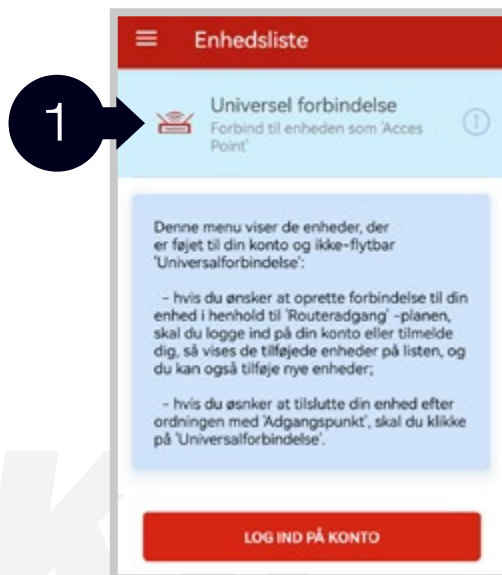 Enhedsliste
1
Universel forbindelse
Forbind til enheden som 'Acces
Point'
Denne menu viser de enheder, der
er føjet til din konto og ikke-flytbar
'Universalforbindelse':
- hvis du ønsker at oprette forbindelse til din
enhed i henhold til 'Routeradgang' -planen,
skal du logge ind på din konto eller tilmelde
dig, så vises de tilføjede enheder på listen, og
du kan også tilføje nye enheder;
- hvis du øsnker at tilslutte din enhed efter
ordningen med 'Adgangspunkt', skal du klikke
på 'Universalforbindelse'.
LOG IND PÅ KONTO